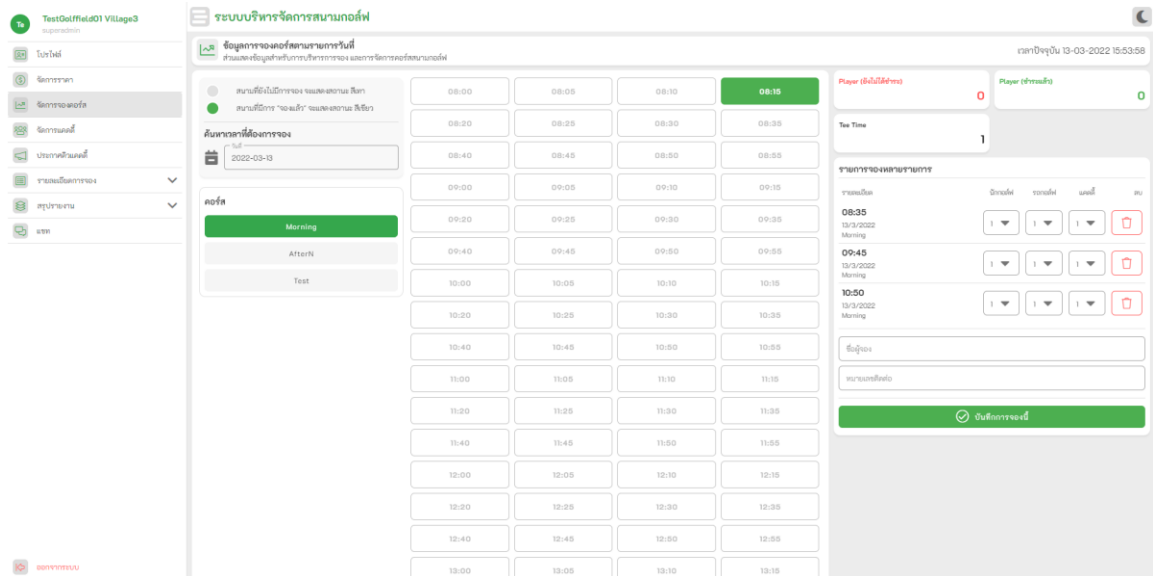 Te
TestGolffield01 Village3
superadmin
โปรไฟล์
จัดการราคา
จัดการจองคอร์ส
จัดการแคดดี้
ประกาศคิวแคดดี้
รายละเอียดการจอง
สรุปรายงาน
แชท
ออกจากระบบ
ระบบบริหารจัดการสนามกอล์ฟ
ข้อมูลการจองคอร์สตามรายการวันที่
ส่วนแสดงข้อมูลสำหรับการบริหารการจอง และการจัดการคอร์สสนามกอล์ฟ
เวลาปัจจุบัน 13-03-2022 15:53:58
สนามที่ยังไม่มีการจอง จะแสดงสถานะ สีเทา
สนามที่มีการ "จองแล้ว" จะแสดงสถานะ สีเขียว
ค้นหาเวลาที่ต้องการจอง
วันที่
2022-03-13
คอร์ส
Morning
AfterN
Test
08:00 08:05 08:10 08:15
08:20 08:25 08:30 08:35
08:40 08:45 08:50 08:55
09:00 09:05 09:10 09:15
09:20 09:25 09:30 09:35
09:40 09:45 09:50 09:55
10:00 10:05 10:10 10:15
10:20 10:25 10:30 10:35
10:40 10:45 10:50 10:55
11:00 11:05 11:10 11:15
11:20 11:25 11:30 11:35
11:40 11:45 11:50 11:55
12:00 12:05 12:10 12:15
12:20 12:25 12:30 12:35
12:40 12:45 12:50 12:55
13:00 13:05 13:10 13:15
Player (ยังไม่ได้ชำระ)
0
Player (ชำระแล้ว)
0
Tee Time
1
รายการจองหลายรายการ
รายละเอียด นักกอล์ฟ รถกอล์ฟ แคดดี้ ลบ
08:35
13/3/2022
Morning
1 1 1
09:45
13/3/2022
Morning
1 1 1
10:50
13/3/2022
Morning
1 1 1
ชื่อผู้จอง
หมายเลขติดต่อ
บันทึกการจองนี้